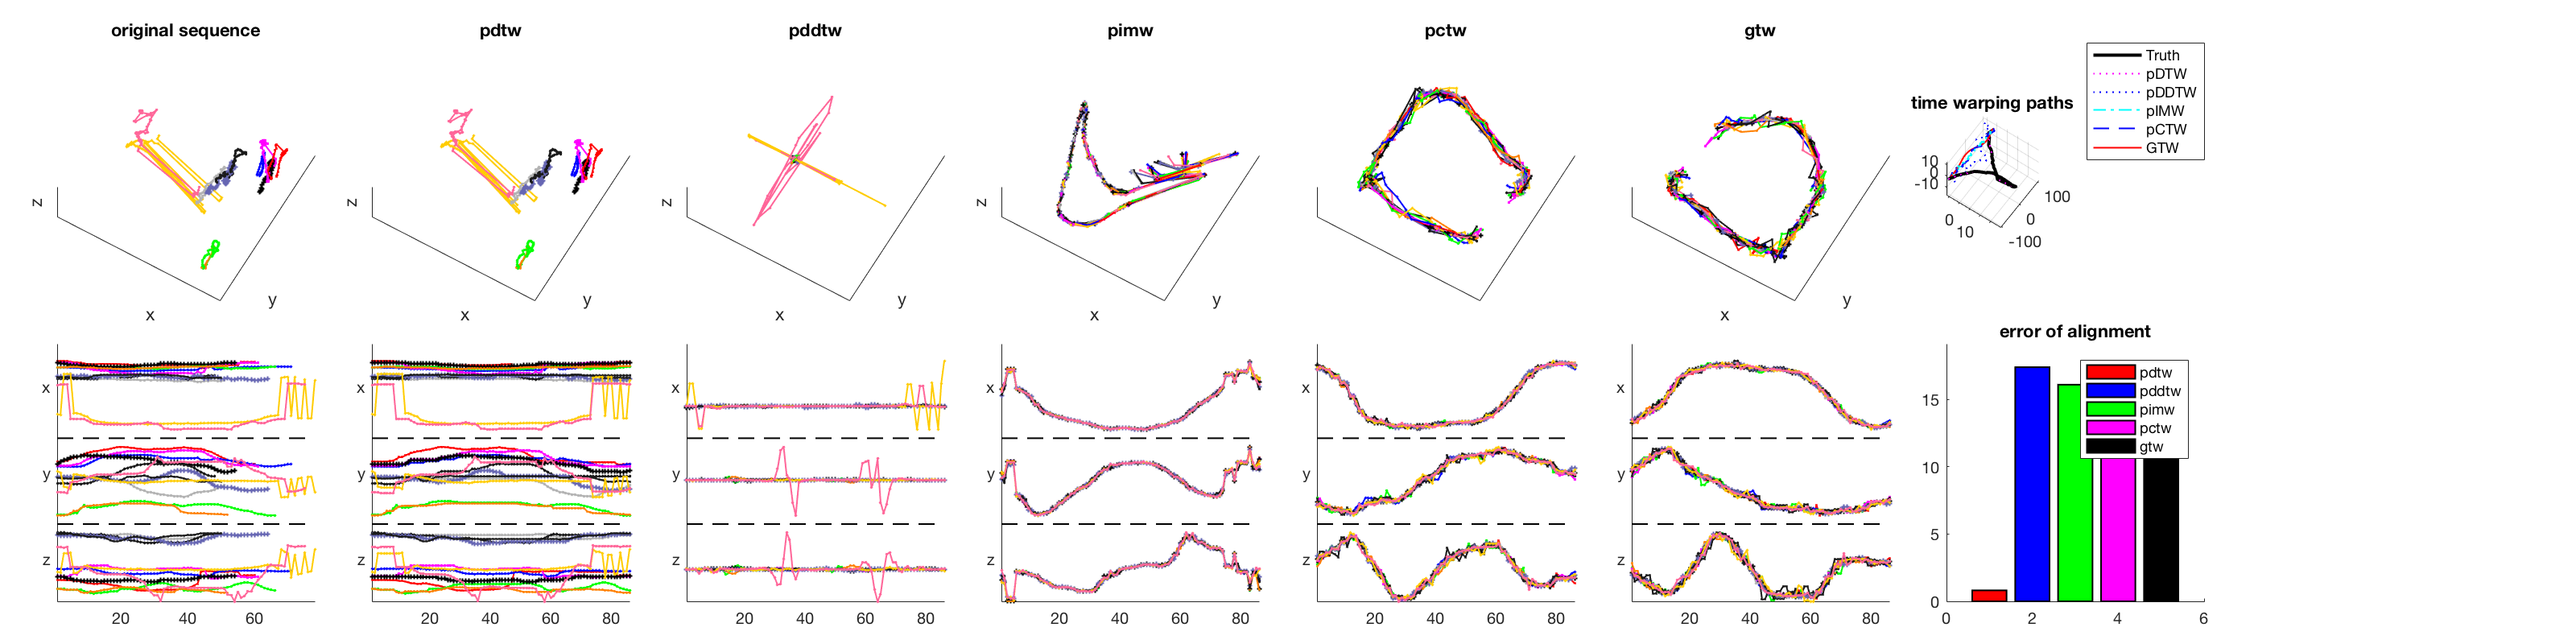 original sequence
pdtw
pddtw
pimw
pctw
gtw
Truth
pDTW
pDDTW
pIMW
pCTW
GTW
time warping paths
10
0
-10
0
10
100
0
-100
z
x
y
z
x
y
z
x
y
z
x
y
x
y
error of alignment
x
y
z
20
40
60
x
y
z
20
40
60
80
x
y
z
20
40
60
80
x
y
z
20
40
60
80
x
y
z
20
40
60
80
x
y
z
20
40
60
80
15
10
5
0
0
2
4
6
pdtw
pddtw
pimw
pctw
gtw